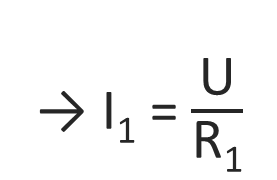 → I₁ = U/R₁